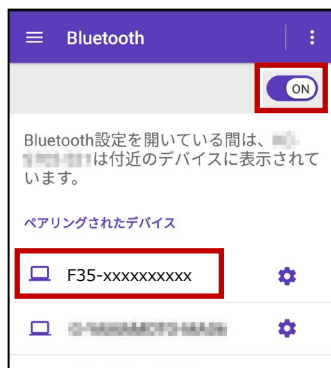 Bluetooth
ON
Bluetooth設定を開いている間は、
は付近のデバイスに表示されて
います。
ペアリングされたデバイス
F35-xxxxxxxxxx